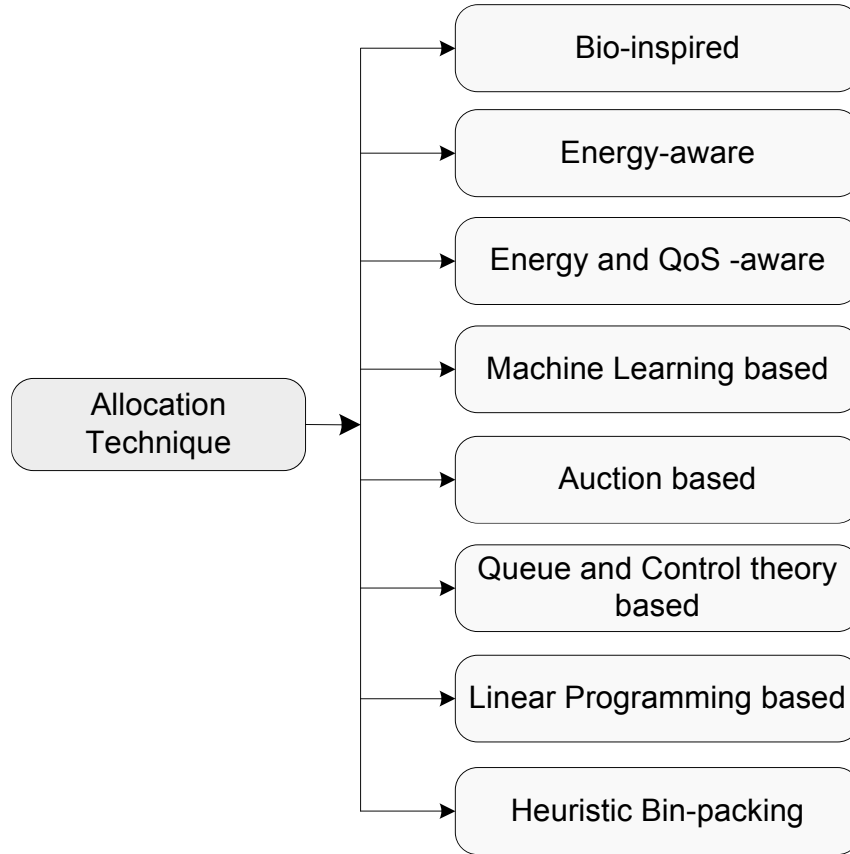 Bio-inspired
Energy-aware
Energy and QoS -aware
Machine Learning based
Allocation
Technique
Auction based
Queue and Control theory
based
Linear Programming based
Heuristic Bin-packing